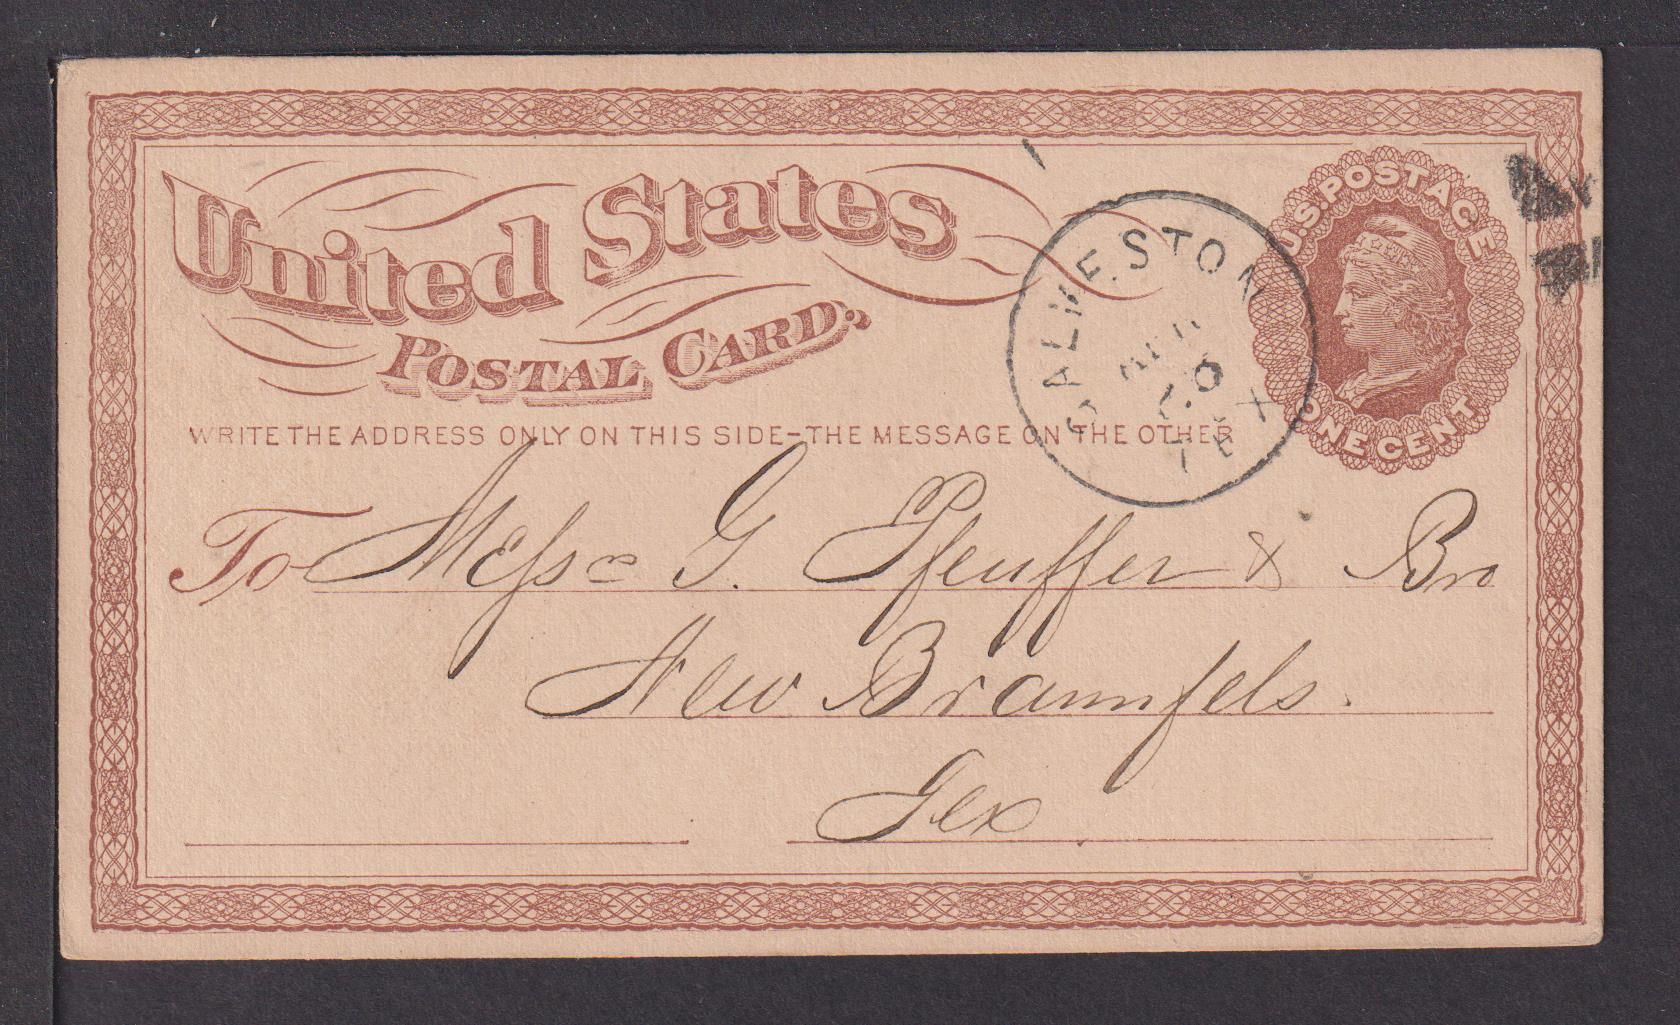 United States
POSTAL CARD.
U.S. POSTAGE
ONE CENT
GALVESTON
TEX
WRITE THE ADDRESS ONLY ON THIS SIDE-THE MESSAGE ON THE OTHER
To Messrs G. Pfeuffer & Bro
New Braunfels.
Tex